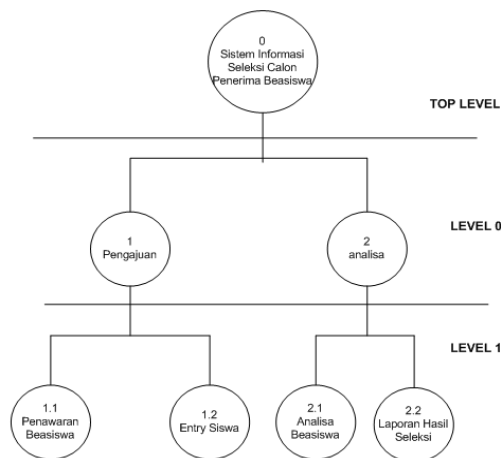 0
Sistem Informasi
Seleksi Calon
Penerima Beasiswa
TOP LEVEL
1
Pengajuan
2
analisa
LEVEL 0
LEVEL 1
1.1
Penawaran
Beasiswa
1.2
Entry Siswa
2.1
Analisa
Beasiswa
2.2
Laporan Hasil
Seleksi